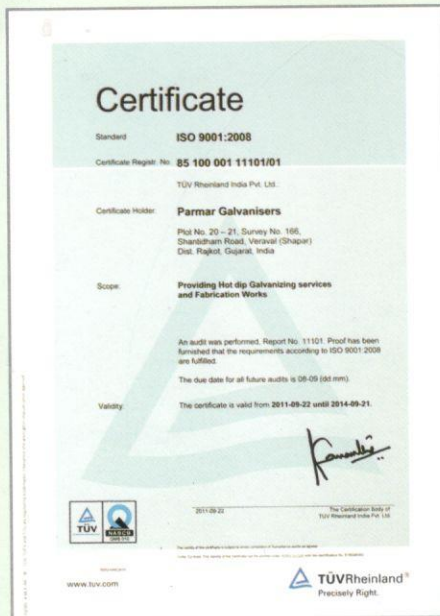 Certificate
Standard ISO 9001:2008
Certificate Registr. No. 85 100 001 11101/01
TÜV Rheinland India Pvt. Ltd.
Certificate Holder: Parmar Galvanisers
Plot No. 20 – 21, Survey No. 166,
Shantidham Road, Veraval (Shapar)
Dist. Rajkot, Gujarat, India
Scope: Providing Hot dip Galvanizing services
and Fabrication Works
An audit was performed, Report No. 11101. Proof has been
furnished that the requirements according to ISO 9001:2008
are fulfilled.
The due date for all future audits is 08-09 (dd.mm).
Validity: The certificate is valid from 2011-09-22 until 2014-09-21.
2011-09-22
The Certification Body of
TÜV Rheinland India Pvt. Ltd.
TÜV
NABCB
www.tuv.com
TÜVRheinland®
Precisely Right.